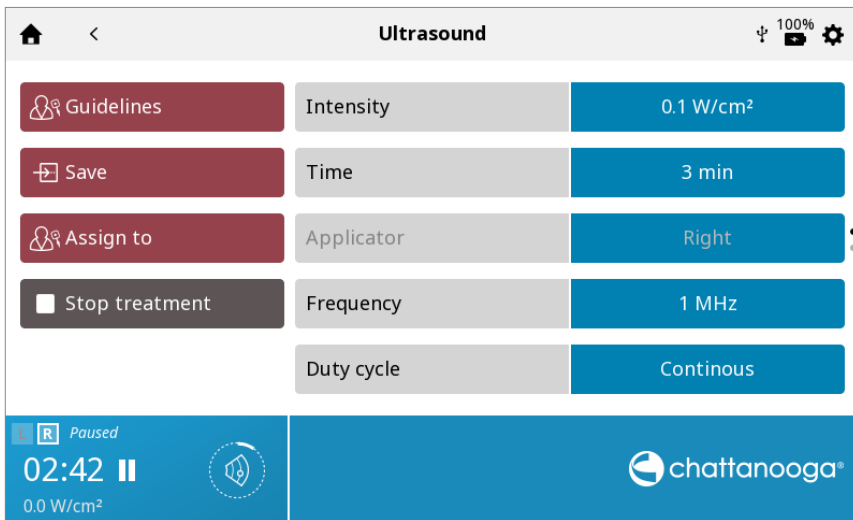 Ultrasound
100%
Guidelines
Intensity
0.1 W/cm²
Save
Time
3 min
Assign to
Applicator
Right
Stop treatment
Frequency
1 MHz
Duty cycle
Continous
L R Paused
02:42
0.0 W/cm²
chattanooga®